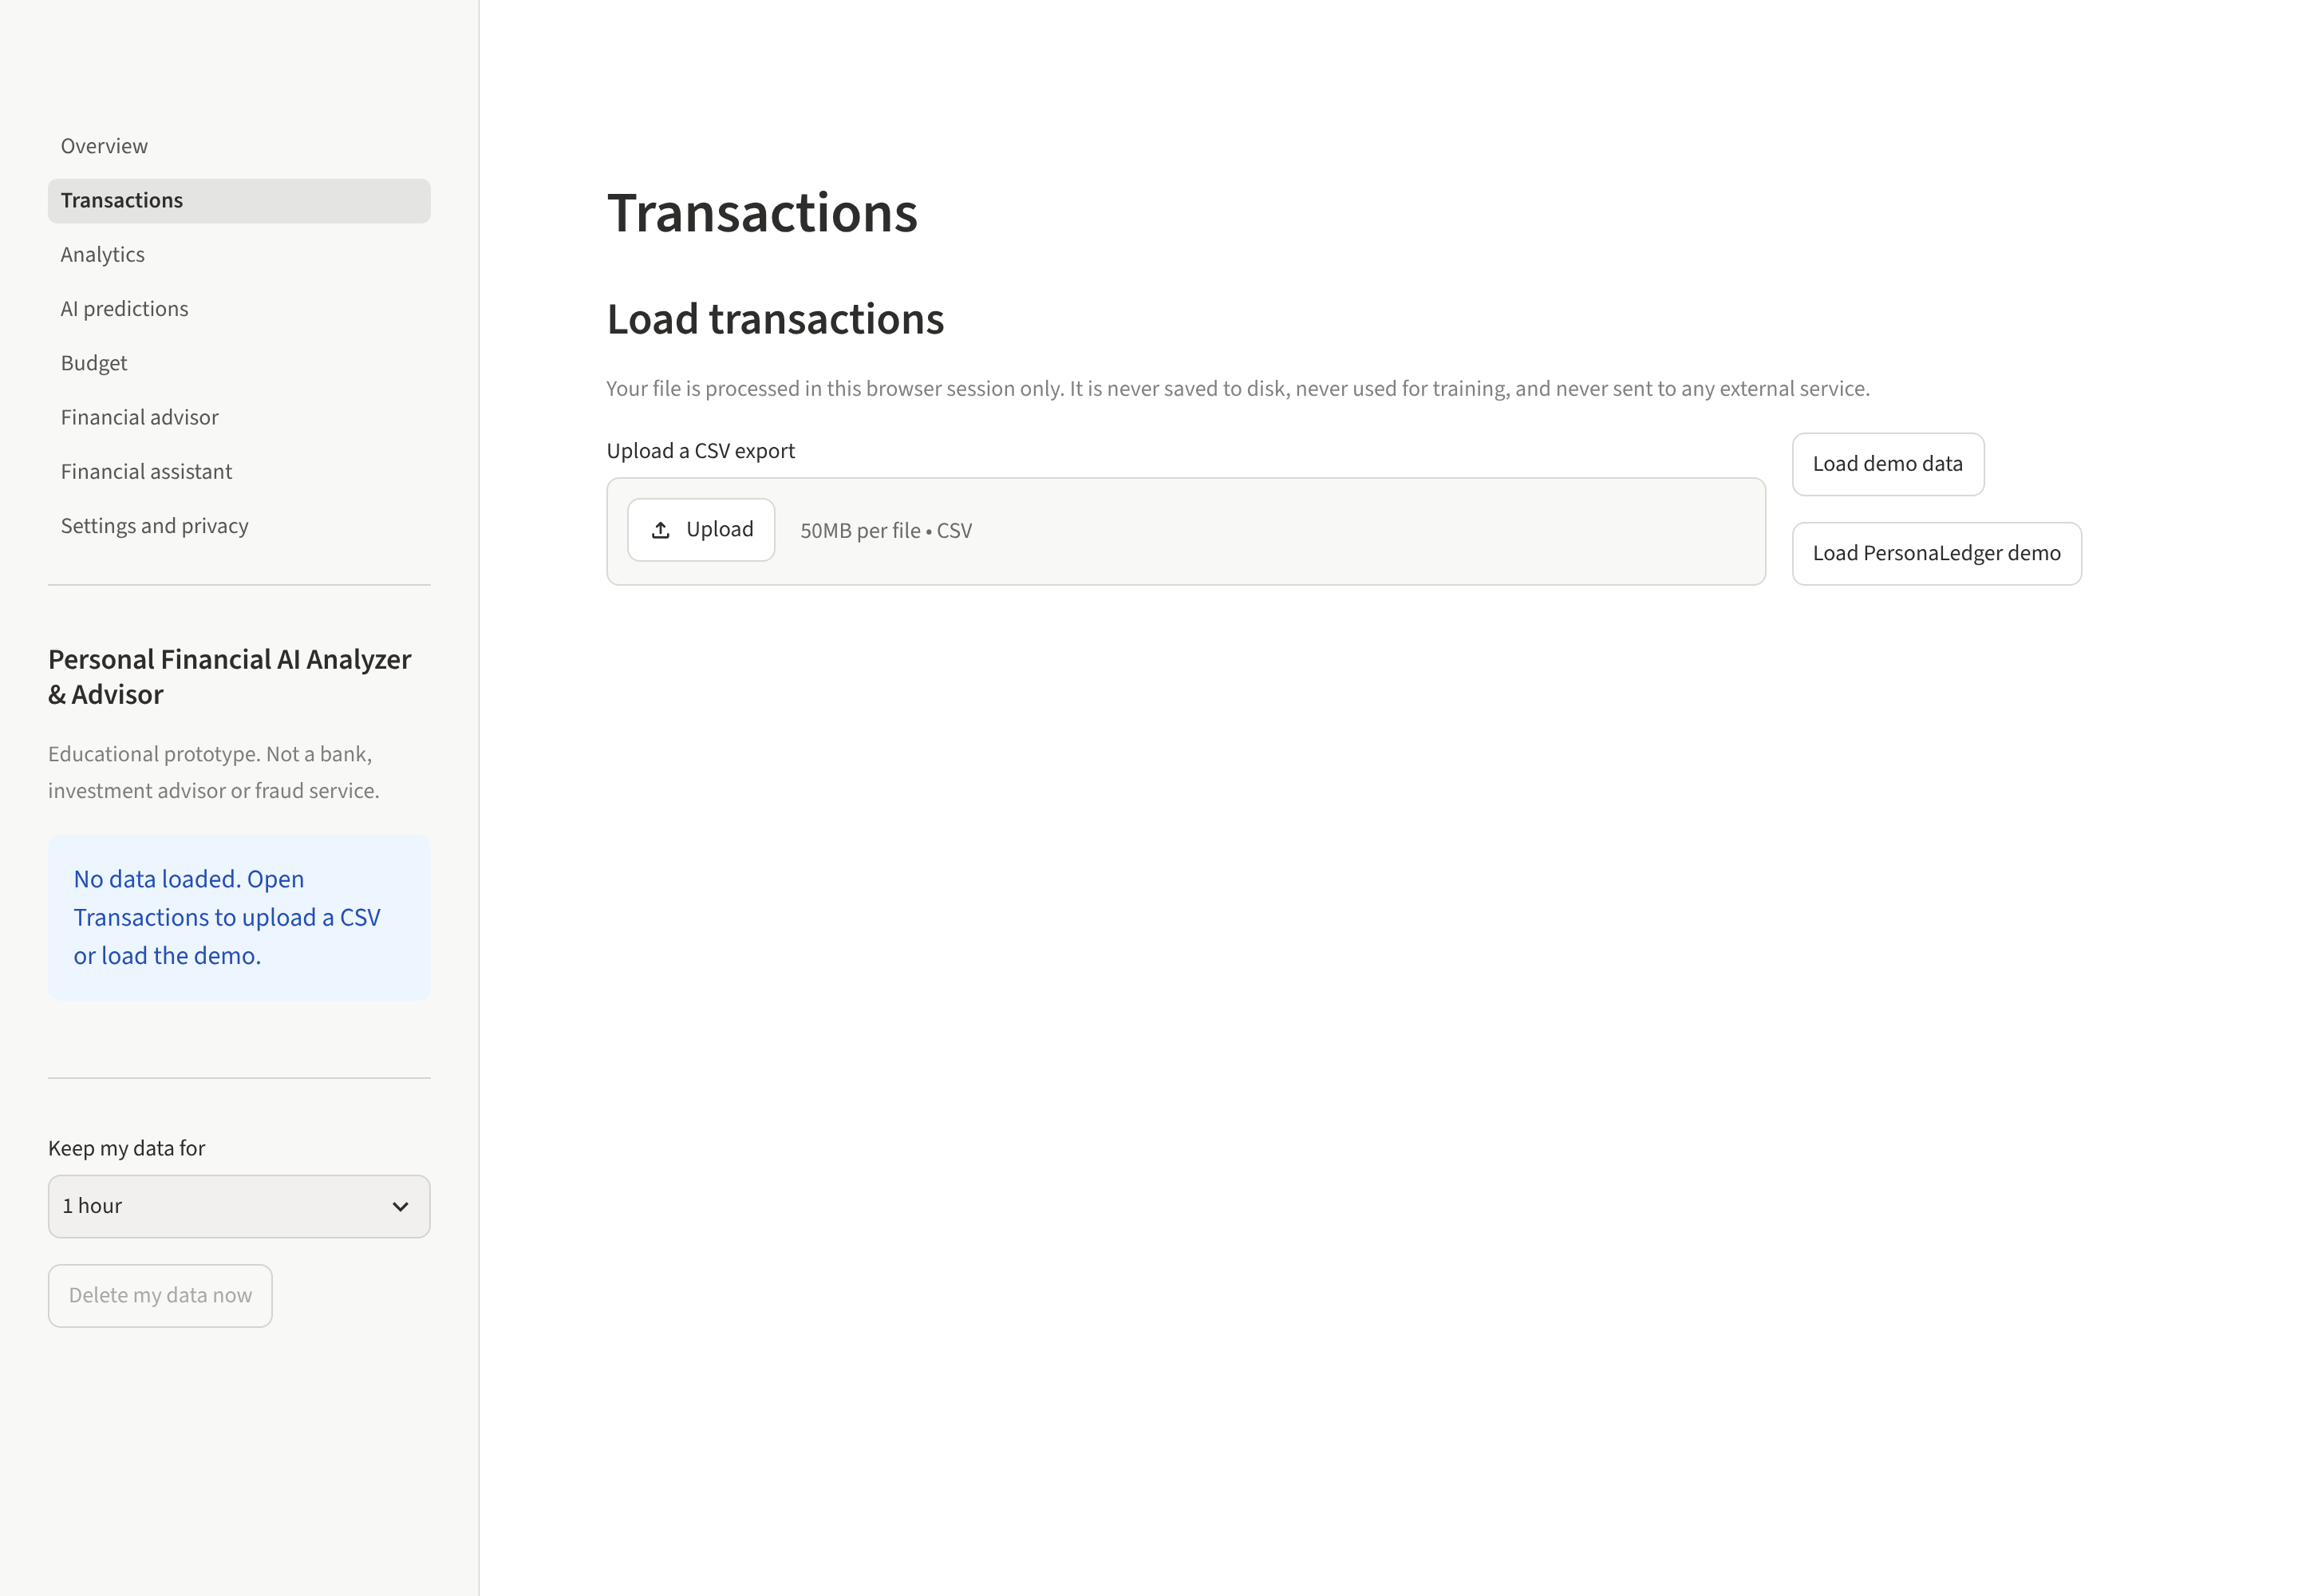 Overview
Transactions
Analytics
AI predictions
Budget
Financial advisor
Financial assistant
Settings and privacy
Personal Financial AI Analyzer
& Advisor
Educational prototype. Not a bank,
investment advisor or fraud service.
No data loaded. Open
Transactions to upload a CSV
or load the demo.
Keep my data for
1 hour
Delete my data now
Transactions
Load transactions
Your file is processed in this browser session only. It is never saved to disk, never used for training, and never sent to any external service.
Upload a CSV export
Upload
50MB per file • CSV
Load demo data
Load PersonaLedger demo